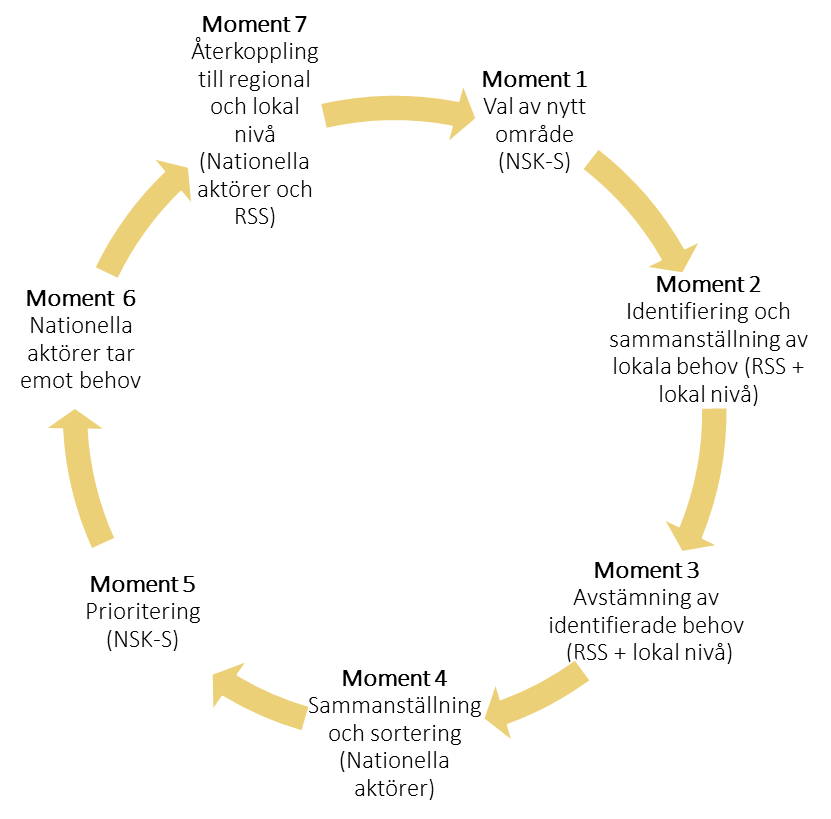 Moment 7
Återkoppling
till regional
och lokal
nivå
(Nationella
aktörer och
RSS)
Moment 1
Val av nytt
område
(NSK-S)
Moment 2
Identifiering och
sammanställning av
lokala behov (RSS +
lokal nivå)
Moment 3
Avstämning av
identifierade behov
(RSS + lokal nivå)
Moment 4
Sammanställning
och sortering
(Nationella
aktörer)
Moment 5
Prioritering
(NSK-S)
Moment 6
Nationella
aktörer tar
emot behov